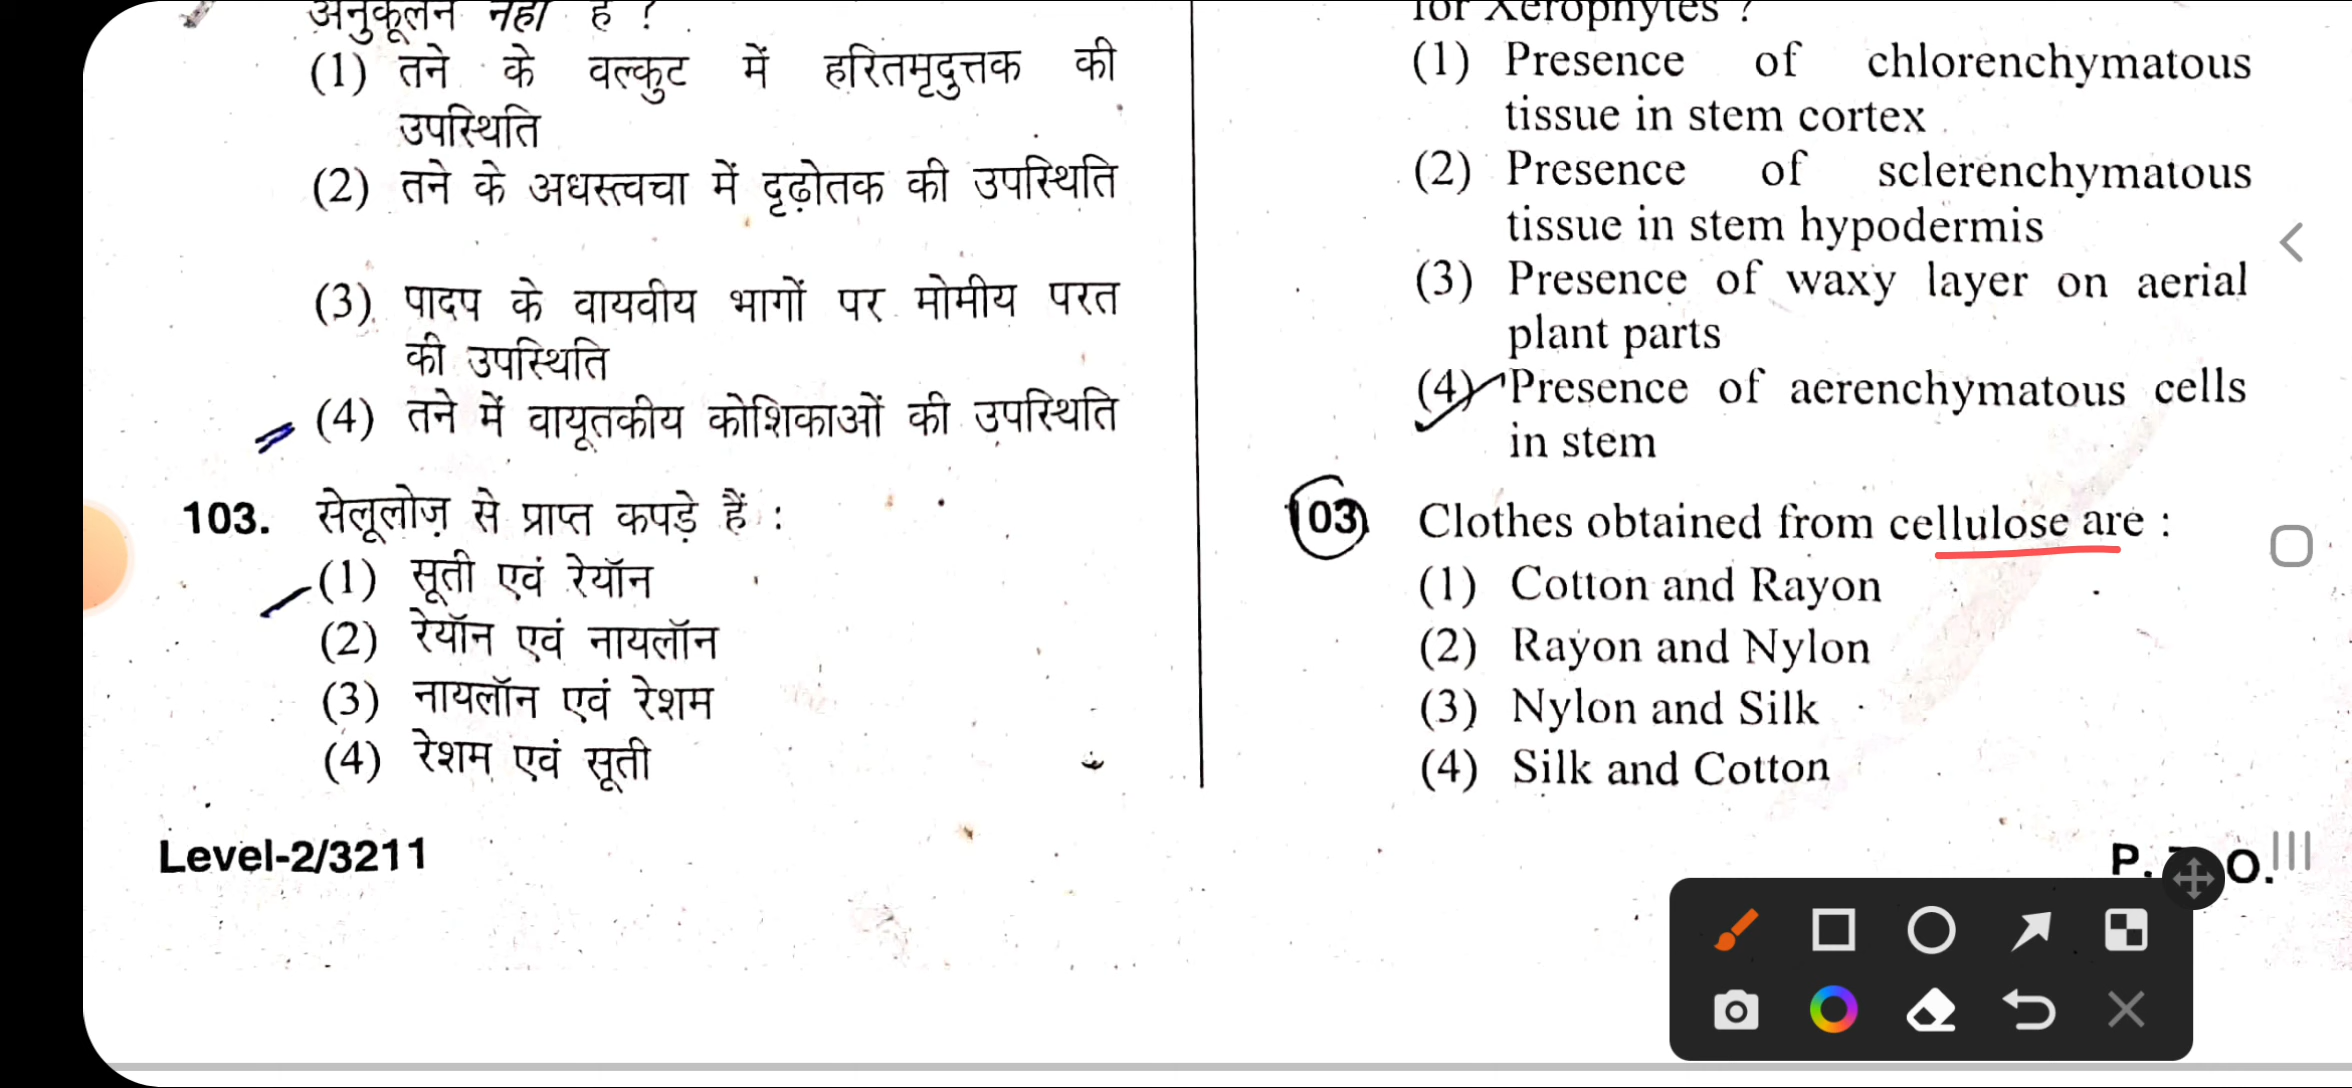 अनुकूलन नहीं है ?
(1) तने के वल्कुट में हरितमृदुत्तक की
उपस्थिति
(2) तने के अधस्त्वचा में दृढ़ोतक की उपस्थिति
(3) पादप के वायवीय भागों पर मोमीय परत
की उपस्थिति
(4) तने में वायूतकीय कोशिकाओं की उपस्थिति
103. सेलूलोज़ से प्राप्त कपड़े हैं :
(1) सूती एवं रेयॉन
(2) रेयॉन एवं नायलॉन
(3) नायलॉन एवं रेशम
(4) रेशम एवं सूती
Level-2/3211
for Xerophytes ?
(1) Presence of chlorenchymatous
tissue in stem cortex
(2) Presence of sclerenchymatous
tissue in stem hypodermis
(3) Presence of waxy layer on aerial
plant parts
(4) Presence of aerenchymatous cells
in stem
103. Clothes obtained from cellulose are :
(1) Cotton and Rayon
(2) Rayon and Nylon
(3) Nylon and Silk
(4) Silk and Cotton
P. T. O.